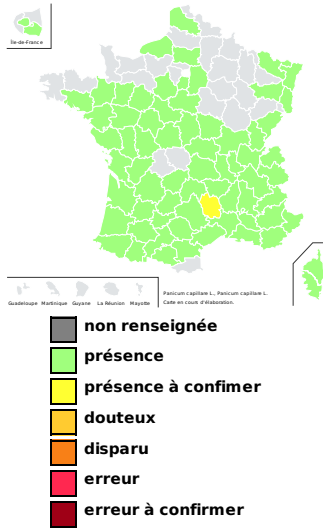 Île-de-France
Guadeloupe Martinique Guyane La Réunion Mayotte
Panicum capillare L., Panicum capillare L.
Carte en cours d'élaboration.
non renseignée
présence
présence à confimer
douteux
disparu
erreur
erreur à confirmer